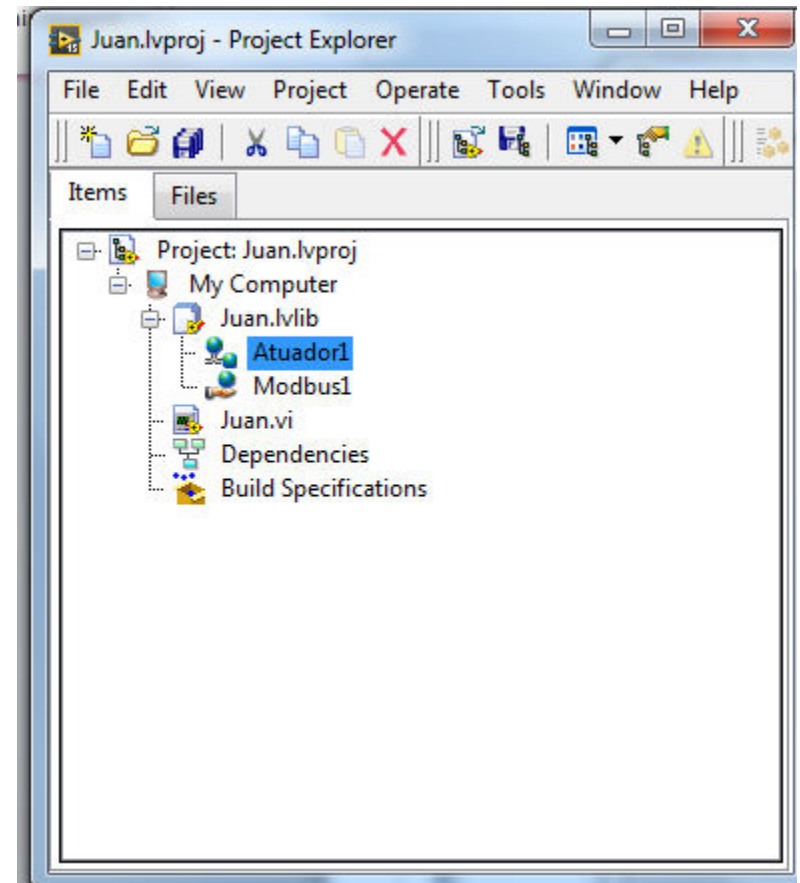 Juan.lvproj - Project Explorer
File Edit View Project Operate Tools Window Help
Items Files
Project: Juan.lvproj
My Computer
Juan.lvlib
Atuador1
Modbus1
Juan.vi
Dependencies
Build Specifications